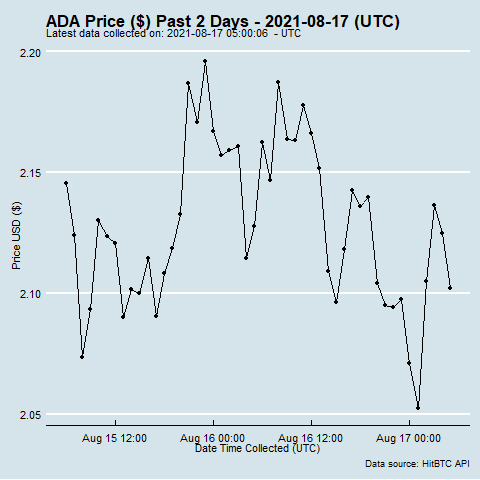 ADA Price ($) Past 2 Days - 2021-08-17 (UTC)
Latest data collected on: 2021-08-17 05:00:06  - UTC
2.20
2.15
2.10
2.05
Price USD ($)
Aug 15 12:00 Aug 16 00:00 Aug 16 12:00 Aug 17 00:00
Date Time Collected (UTC)
Data source: HitBTC API